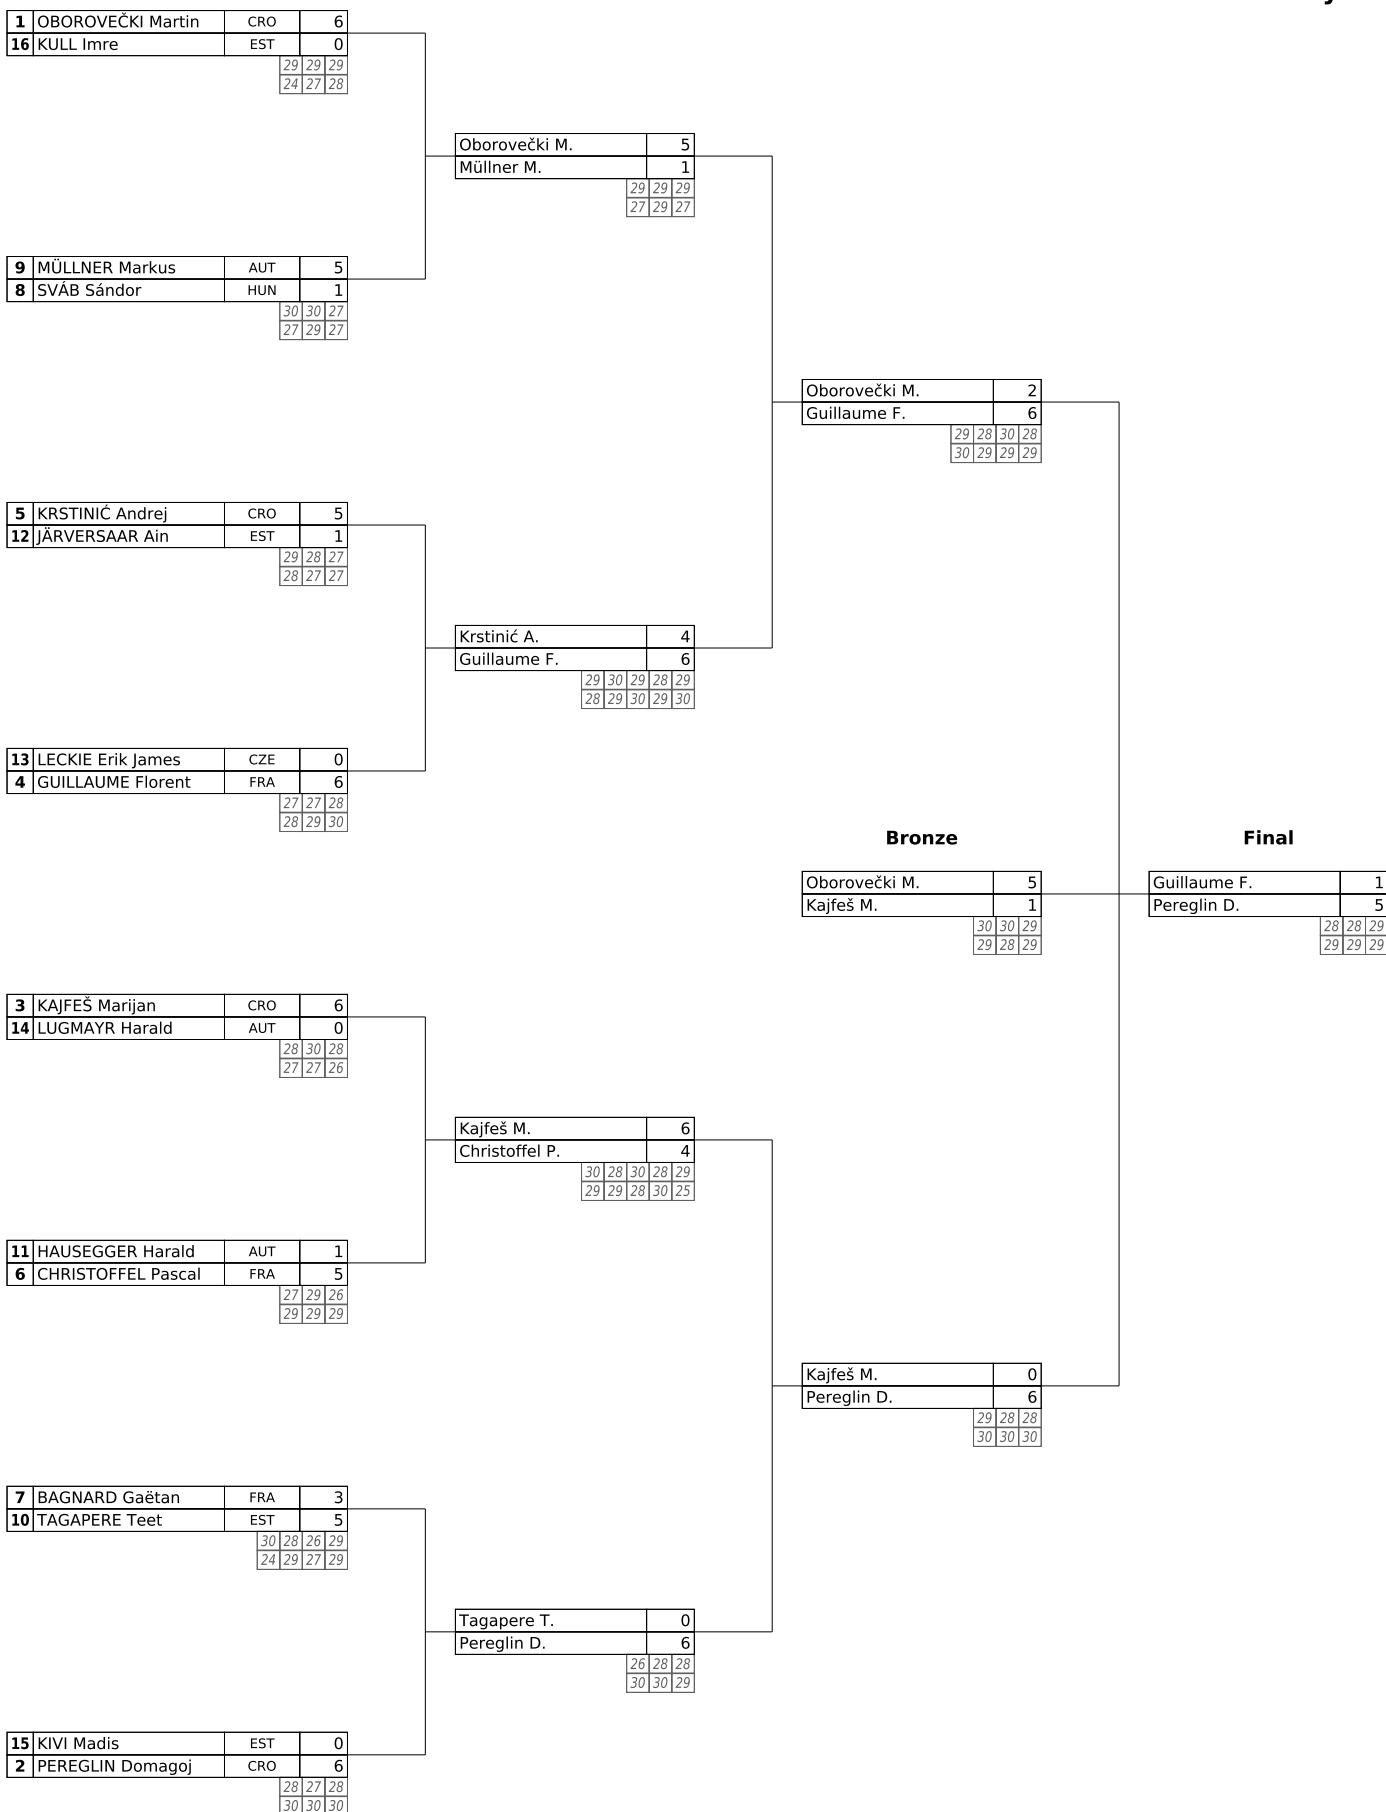 1 OBOROVEČKI Martin CRO 6
16 KULL Imre EST 0
29 29 29
24 27 28
Oborovečki M. 5
Müllner M. 1
29 29 29
27 29 27
9 MÜLLNER Markus AUT 5
8 SVÁB Sándor HUN 1
30 30 27
27 29 27
Oborovečki M. 2
Guillaume F. 6
29 28 30 28
30 29 29 29
5 KRSTINIĆ Andrej CRO 5
12 JÄRVERSAAR Ain EST 1
29 28 27
28 27 27
Krstinić A. 4
Guillaume F. 6
29 30 29 28 29
28 29 30 29 30
13 LECKIE Erik James CZE 0
4 GUILLAUME Florent FRA 6
27 27 28
28 29 30
Bronze Final
Oborovečki M. 5 Guillaume F. 1
Kajfeš M. 1 Pereglin D. 5
30 30 29 28 28 29
29 28 29 29 29 29
3 KAJFEŠ Marijan CRO 6
14 LUGMAYR Harald AUT 0
28 30 28
27 27 26
Kajfeš M. 6
Christoffel P. 4
30 28 30 28 29
29 29 28 30 25
11 HAUSEGGER Harald AUT 1
6 CHRISTOFFEL Pascal FRA 5
27 29 26
29 29 29
Kajfeš M. 0
Pereglin D. 6
29 28 28
30 30 30
7 BAGNARD Gaëtan FRA 3
10 TAGAPERE Teet EST 5
30 28 26 29
24 29 27 29
Tagapere T. 0
Pereglin D. 6
26 28 28
30 30 29
15 KIVI Madis EST 0
2 PEREGLIN Domagoj CRO 6
28 27 28
30 30 30